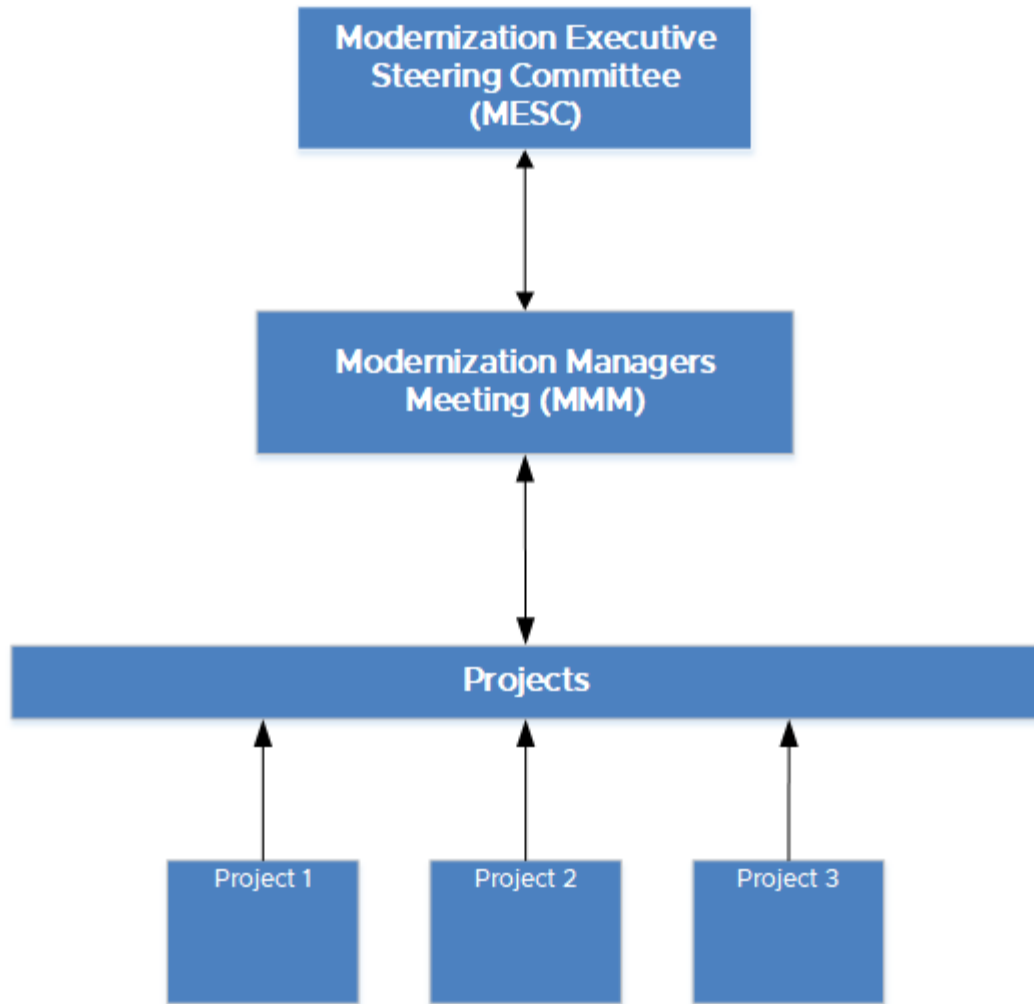 Modernization Executive
Steering Committee
(MESC)
Modernization Managers
Meeting (MMM)
Projects
Project 1
Project 2
Project 3